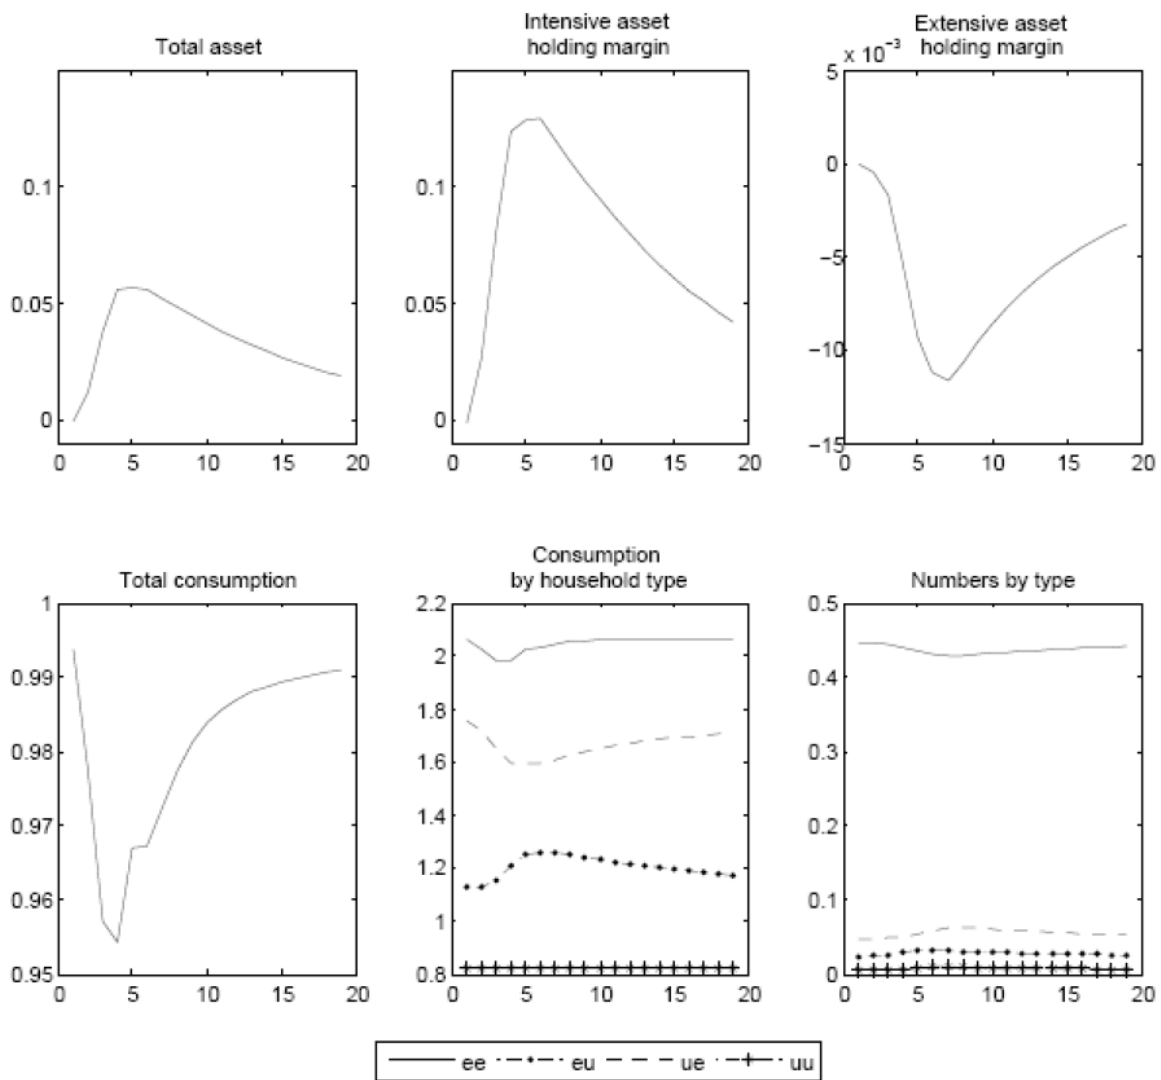 Total asset
Intensive asset
holding margin
Extensive asset
holding margin
× 10⁻³
0.1
0.05
0
0 5 10 15 20
0.1
0.05
0
0 5 10 15 20
5
0
−5
−10
−15
0 5 10 15 20
Total consumption
Consumption
by household type
Numbers by type
1
0.99
0.98
0.97
0.96
0.95
0 5 10 15 20
2.2
2
1.8
1.6
1.4
1.2
1
0.8
0 5 10 15 20
0.5
0.4
0.3
0.2
0.1
0
0 5 10 15 20
ee eu ue uu